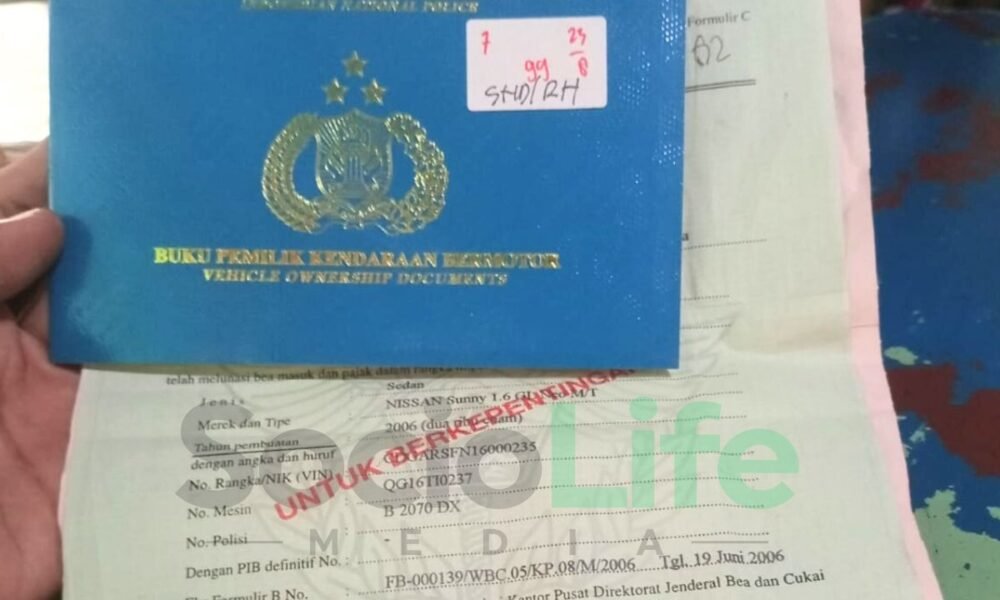 INDONESIAN NATIONAL POLICE
7 23
99 8
SHD/RH
Formulir C
B2
BUKU PEMILIK KENDARAAN BERMOTOR
VEHICLE OWNERSHIP DOCUMENTS
telah melunasi bea masuk dan pajak dalam
Jenis Sedan
Merek dan Tipe : NISSAN Sunny 1.6 M/T
Tahun pembuatan 2006 (dua enam)
dengan angka dan huruf
No. Rangka/NIK (VIN)
No. Mesin : QG16TI0237
No. Polisi : B 2070 DX
Dengan PIB definitif No. : -
Formulir B No. FB-000139/WBC.05/KP.08/M/2006 Tgl. 19 Juni 2006
Kantor Pusat Direktorat Jenderal Bea dan Cukai
UNTUK BERKEPENTINGAN
SocioLife
MEDIA